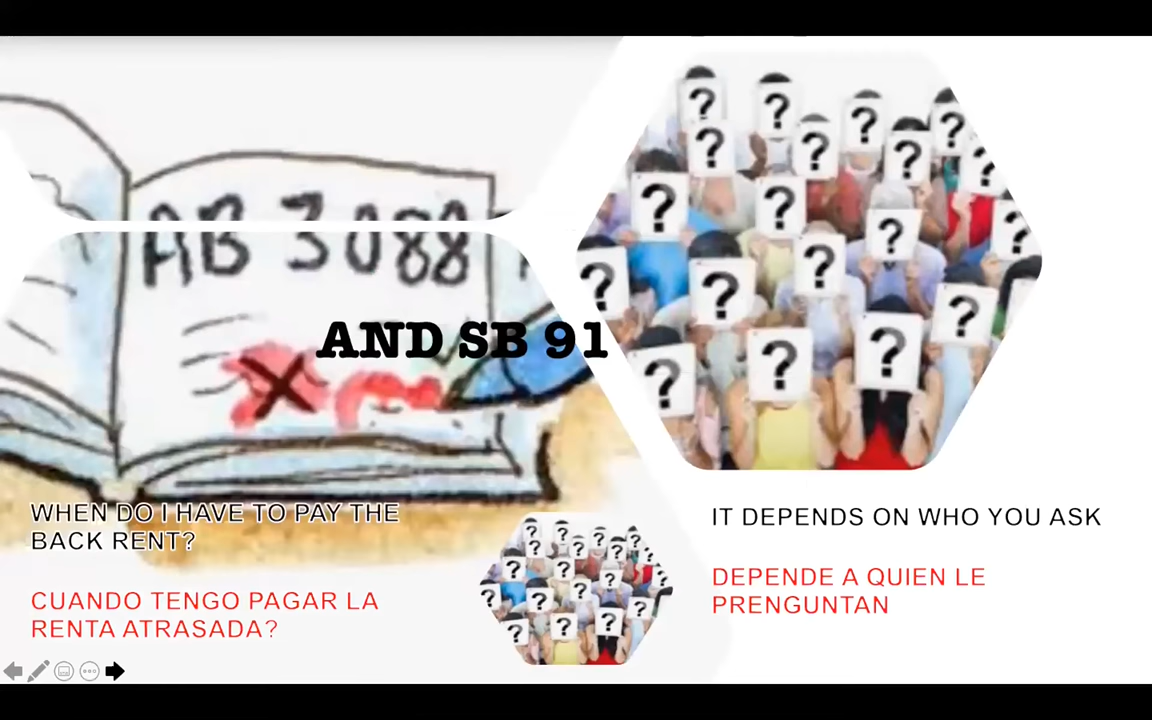 AB 3088
AND SB 91
WHEN DO I HAVE TO PAY THE
BACK RENT?
CUANDO TENGO PAGAR LA
RENTA ATRASADA?
IT DEPENDS ON WHO YOU ASK
DEPENDE A QUIEN LE
PRENGUNTAN
? ? ? ? ? ? ? ? ? ? ? ? ? ? ? ? ? ? ? ?
? ? ? ? ? ? ? ? ? ? ? ? ? ? ? ? ? ? ? ?